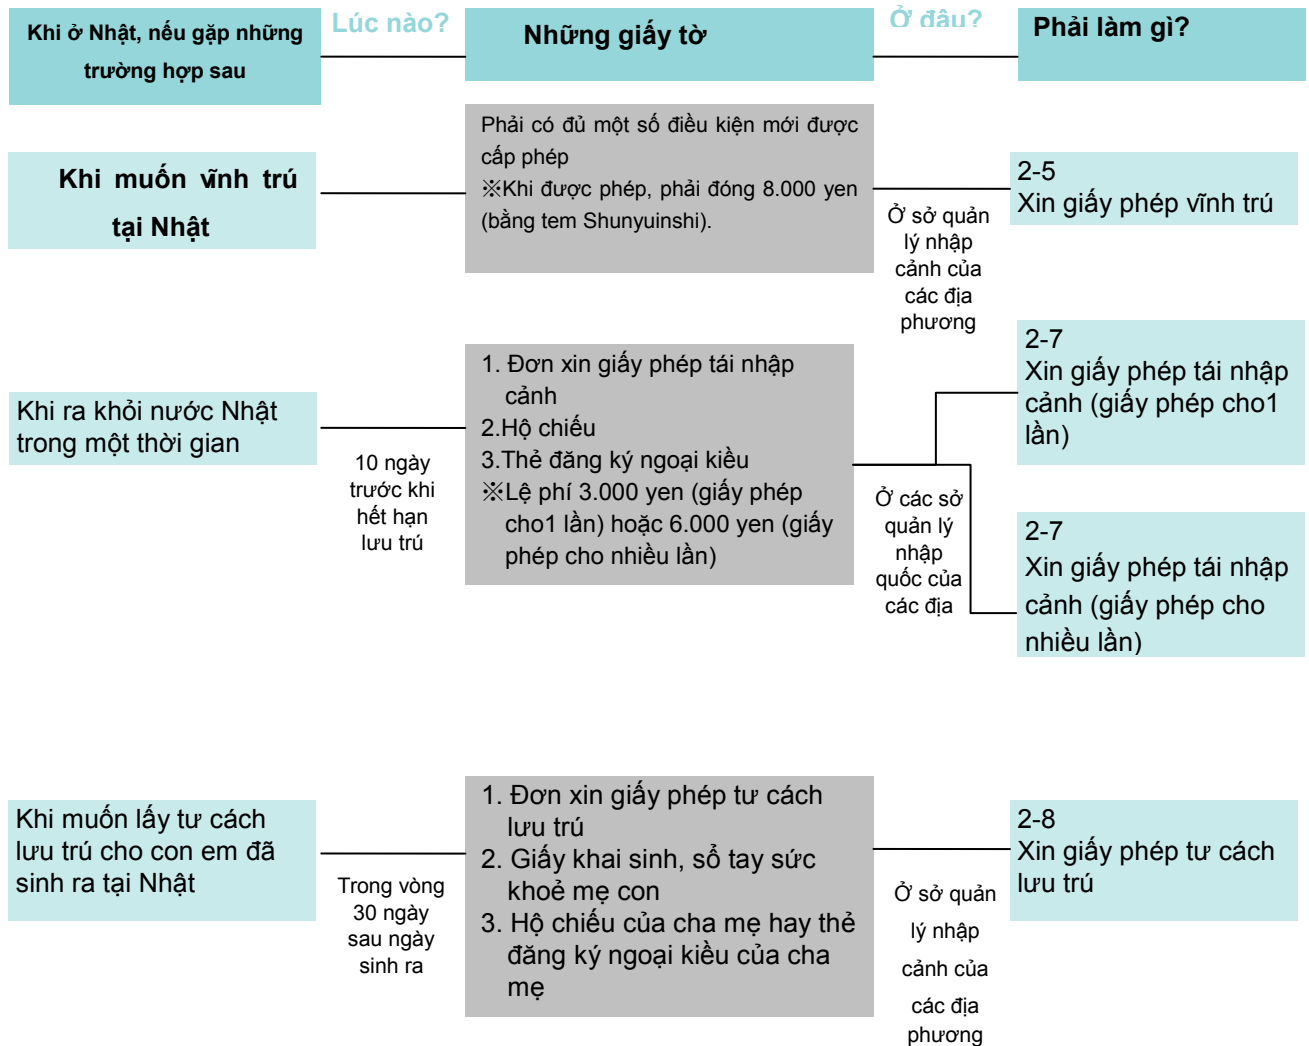 Khi ở Nhật, nếu gặp những
trường hợp sau
Lúc nào?
Những giấy tờ
Ở đâu?
Phải làm gì?
Khi muốn vĩnh trú
tại Nhật
Phải có đủ một số điều kiện mới được
cấp phép
※Khi được phép, phải đóng 8.000 yen
(bằng tem Shunyuinshi).
Ở sở quản
lý nhập
cảnh của
các địa
phương
2-5
Xin giấy phép vĩnh trú
Khi ra khỏi nước Nhật
trong một thời gian
10 ngày
trước khi
hết hạn
lưu trú
1. Đơn xin giấy phép tái nhập
cảnh
2.Hộ chiếu
3.Thẻ đăng ký ngoại kiều
※Lệ phí 3.000 yen (giấy phép
cho1 lần) hoặc 6.000 yen (giấy
phép cho nhiều lần)
Ở các sở
quản lý
nhập
quốc của
các địa
2-7
Xin giấy phép tái nhập
cảnh (giấy phép cho1
lần)
2-7
Xin giấy phép tái nhập
cảnh (giấy phép cho
nhiều lần)
Khi muốn lấy tư cách
lưu trú cho con em đã
sinh ra tại Nhật
Trong vòng
30 ngày
sau ngày
sinh ra
1. Đơn xin giấy phép tư cách
lưu trú
2. Giấy khai sinh, sổ tay sức
khoẻ mẹ con
3. Hộ chiếu của cha mẹ hay thẻ
đăng ký ngoại kiều của cha
mẹ
Ở sở quản
lý nhập
cảnh của
các địa
phương
2-8
Xin giấy phép tư cách
lưu trú